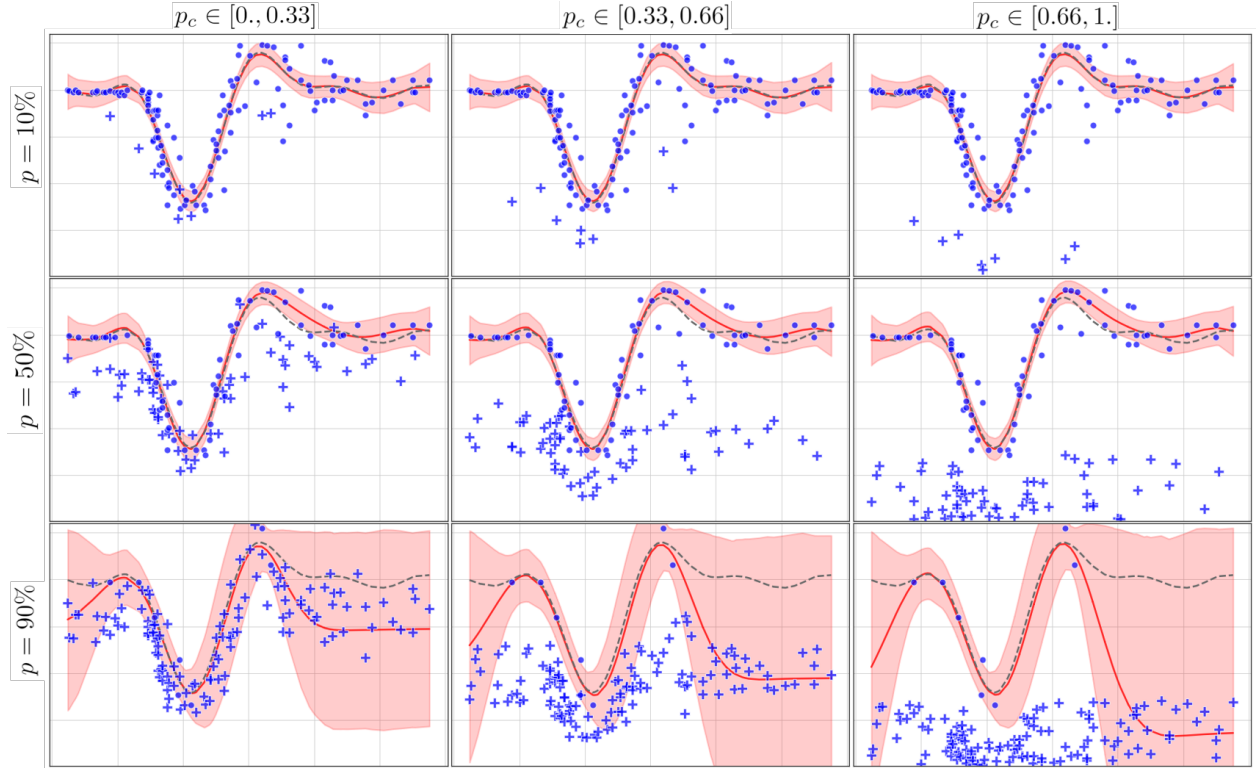 p_c ∈ [0., 0.33]
p_c ∈ [0.33, 0.66]
p_c ∈ [0.66, 1.]
p = 10%
p = 50%
p = 90%